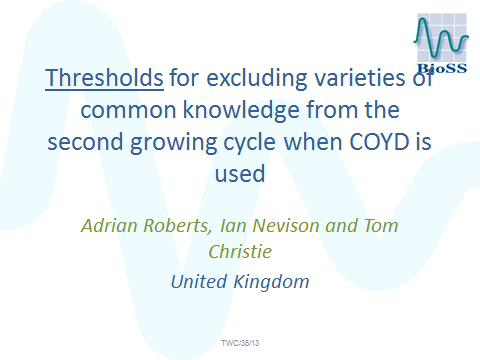 BioSS
Thresholds for excluding varieties of
common knowledge from the
second growing cycle when COYD is
used
Adrian Roberts, Ian Nevison and Tom
Christie
United Kingdom
TWC/35/13